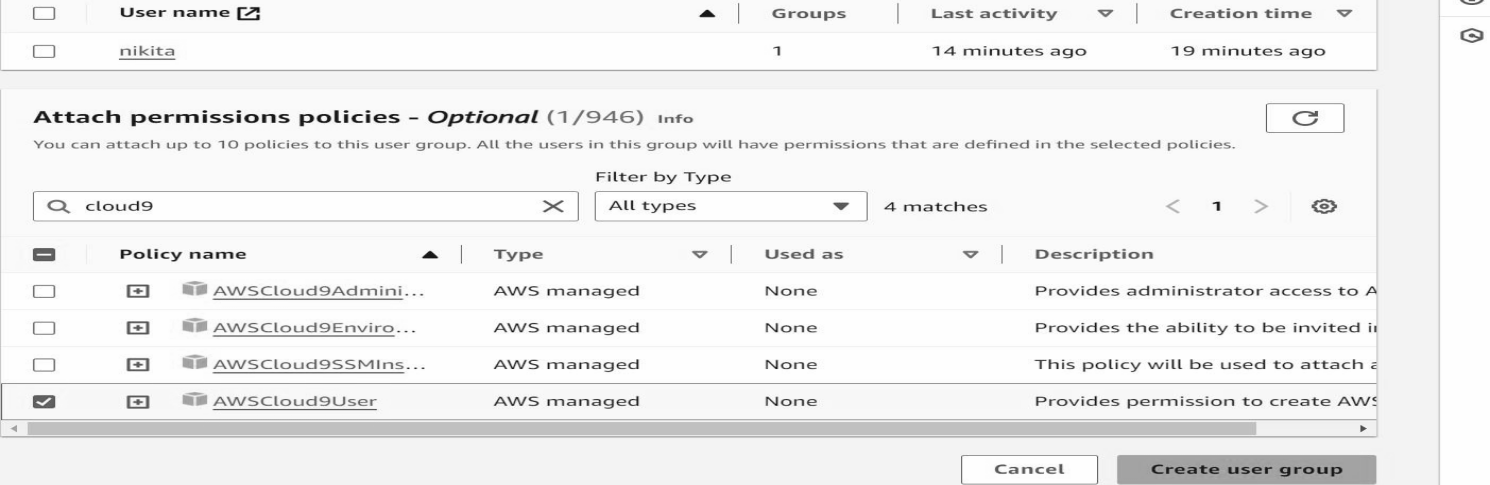 User name Groups Last activity Creation time
nikita 1 14 minutes ago 19 minutes ago
Attach permissions policies - Optional (1/946) Info
You can attach up to 10 policies to this user group. All the users in this group will have permissions that are defined in the selected policies.
Filter by Type
cloud9 All types 4 matches 1
Policy name Type Used as Description
AWSCloud9Admini... AWS managed None Provides administrator access to A
AWSCloud9Enviro... AWS managed None Provides the ability to be invited i
AWSCloud9SSMIns... AWS managed None This policy will be used to attach a
AWSCloud9User AWS managed None Provides permission to create AWS
Cancel Create user group